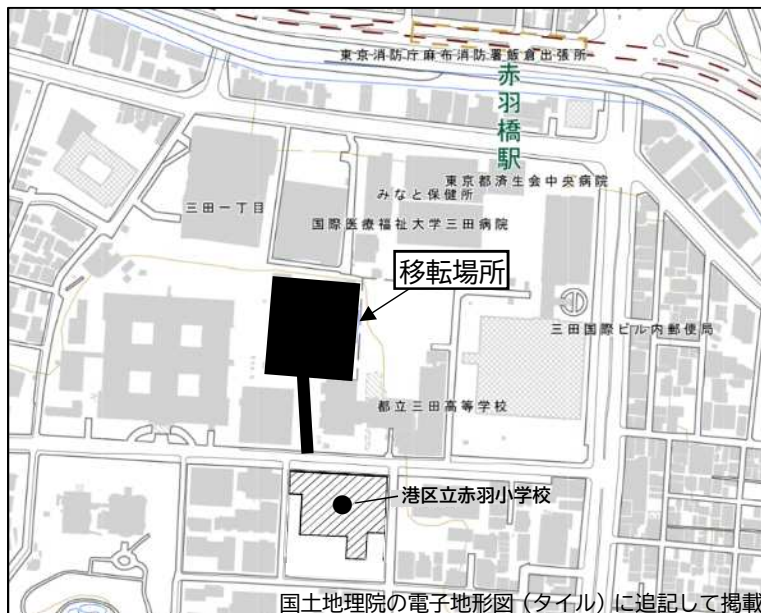 東京消防庁麻布消防署飯倉出張所
赤羽橋駅
東京都済生会中央病院
みなと保健所
三田一丁目
国際医療福祉大学三田病院
移転場所
三田国際ビル内郵便局
都立三田高等学校
港区立赤羽小学校
国土地理院の電子地形図（タイル）に追記して掲載